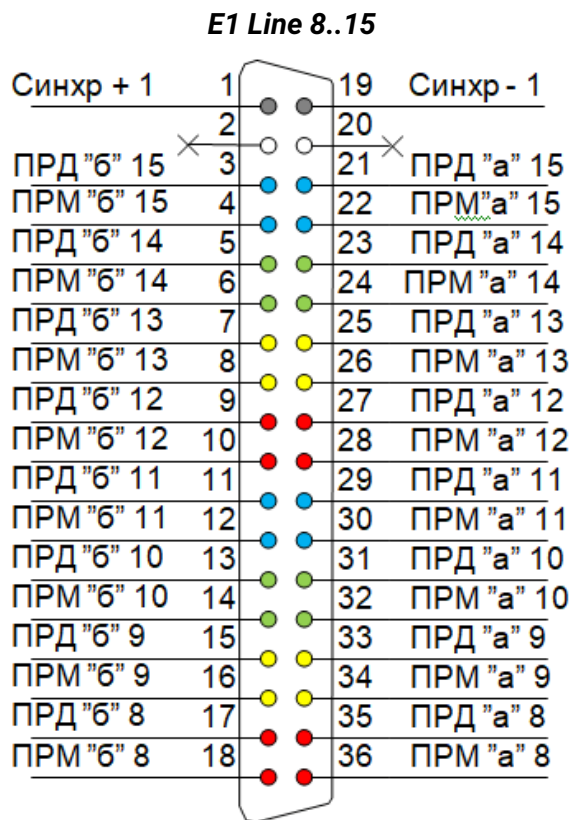 E1 Line 8..15
Синхр + 1 1 19 Синхр - 1
2 20
ПРД "б" 15 3 21 ПРД "а" 15
ПРМ "б" 15 4 22 ПРМ"а" 15
ПРД "б" 14 5 23 ПРД "а" 14
ПРМ "б" 14 6 24 ПРМ "а" 14
ПРД "б" 13 7 25 ПРД "а" 13
ПРМ "б" 13 8 26 ПРМ "а" 13
ПРД "б" 12 9 27 ПРД "а" 12
ПРМ "б" 12 10 28 ПРМ "а" 12
ПРД "б" 11 11 29 ПРД "а" 11
ПРМ "б" 11 12 30 ПРМ "а" 11
ПРД "б" 10 13 31 ПРД "а" 10
ПРМ "б" 10 14 32 ПРМ "а" 10
ПРД "б" 9 15 33 ПРД "а" 9
ПРМ "б" 9 16 34 ПРМ "а" 9
ПРД "б" 8 17 35 ПРД "а" 8
ПРМ "б" 8 18 36 ПРМ "а" 8